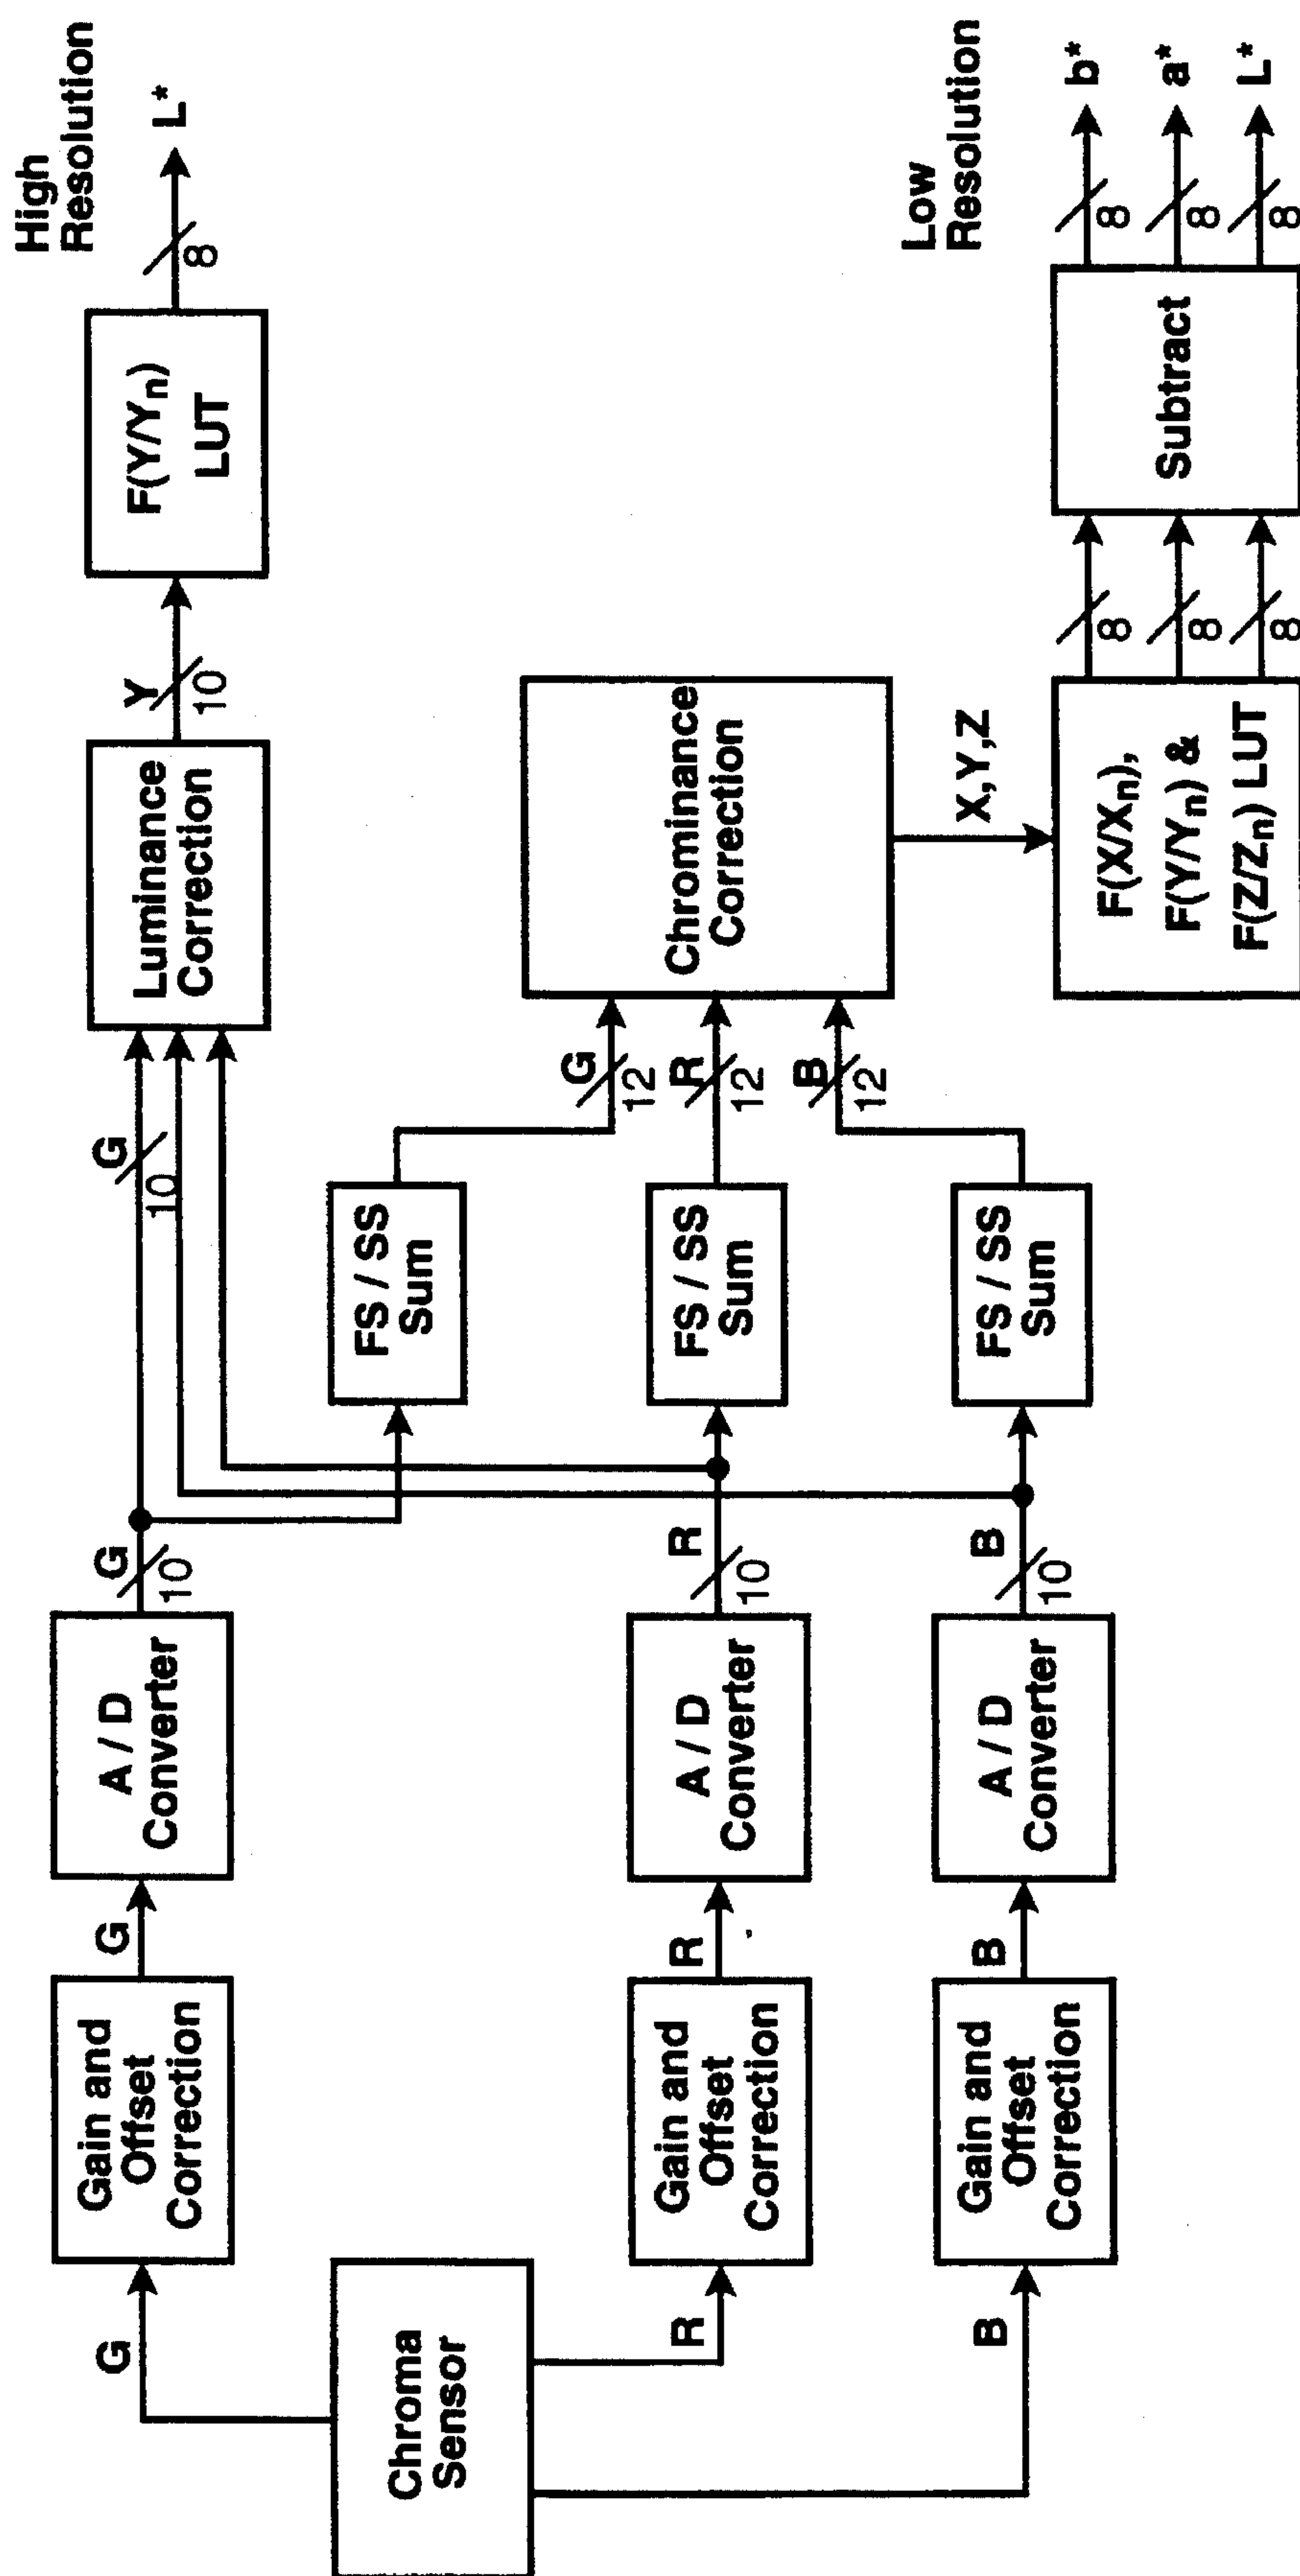 High
Resolution
G
Gain and
Offset
Correction
G
A / D
Converter
G
10
G
10
Luminance
Correction
Y
10
F(Y/Yn)
LUT
8
L*
Chroma
Sensor
FS / SS
Sum
G
12
R
Gain and
Offset
Correction
R
A / D
Converter
R
10
FS / SS
Sum
R
12
Chrominance
Correction
B
Gain and
Offset
Correction
B
A / D
Converter
B
10
FS / SS
Sum
B
12
X,Y,Z
F(X/Xn),
F(Y/Yn) &
F(Z/Zn) LUT
8
8
8
Subtract
Low
Resolution
8
b*
8
a*
8
L*